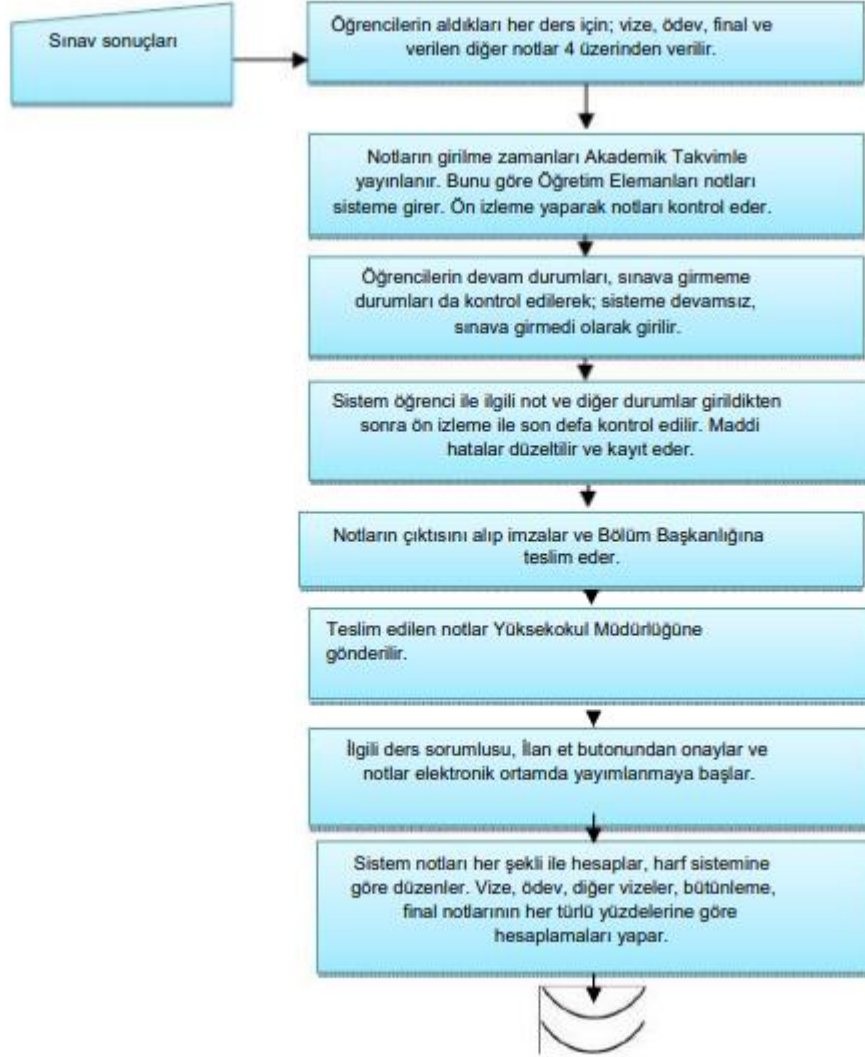 Sınav sonuçları
Öğrencilerin aldıkları her ders için; vize, ödev, final ve
verilen diğer notlar 4 üzerinden verilir.
Notların girilme zamanları Akademik Takvimle
yayınlanır. Bunu göre Öğretim Elemanları notları
sisteme girer. Ön izleme yaparak notları kontrol eder.
Öğrencilerin devam durumları, sınava girmeme
durumları da kontrol edilerek; sisteme devamsız,
sınava girmedi olarak girilir.
Sistem öğrenci ile ilgili not ve diğer durumlar girildikten
sonra ön izleme ile son defa kontrol edilir. Maddi
hatalar düzeltilir ve kayıt eder.
Notların çıktısını alıp imzalar ve Bölüm Başkanlığına
teslim eder.
Teslim edilen notlar Yüksekokul Müdürlüğüne
gönderilir.
İlgili ders sorumlusu, İlan et butonundan onaylar ve
notlar elektronik ortamda yayımlanmaya başlar.
Sistem notları her şekli ile hesaplar, harf sistemine
göre düzenler. Vize, ödev, diğer vizeler, bütünleme,
final notlarının her türlü yüzdelerine göre
hesaplamaları yapar.